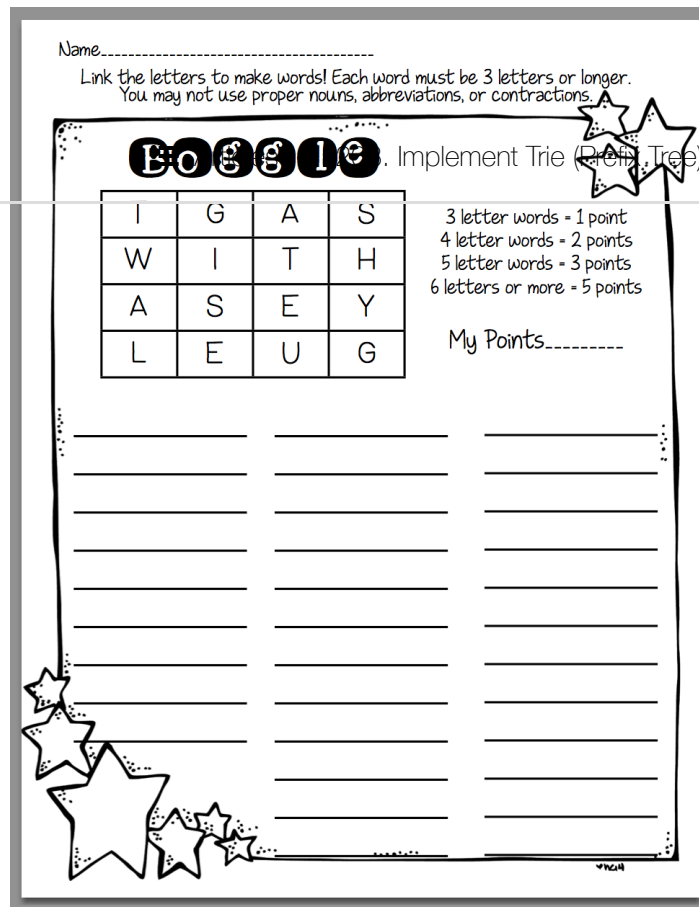 Name
Link the letters to make words! Each word must be 3 letters or longer.
You may not use proper nouns, abbreviations, or contractions.
Boggle
. Implement Trie (Prefix Tree)
I G A S
W I T H
A S E Y
L E U G
3 letter words = 1 point
4 letter words = 2 points
5 letter words = 3 points
6 letters or more = 5 points
My Points